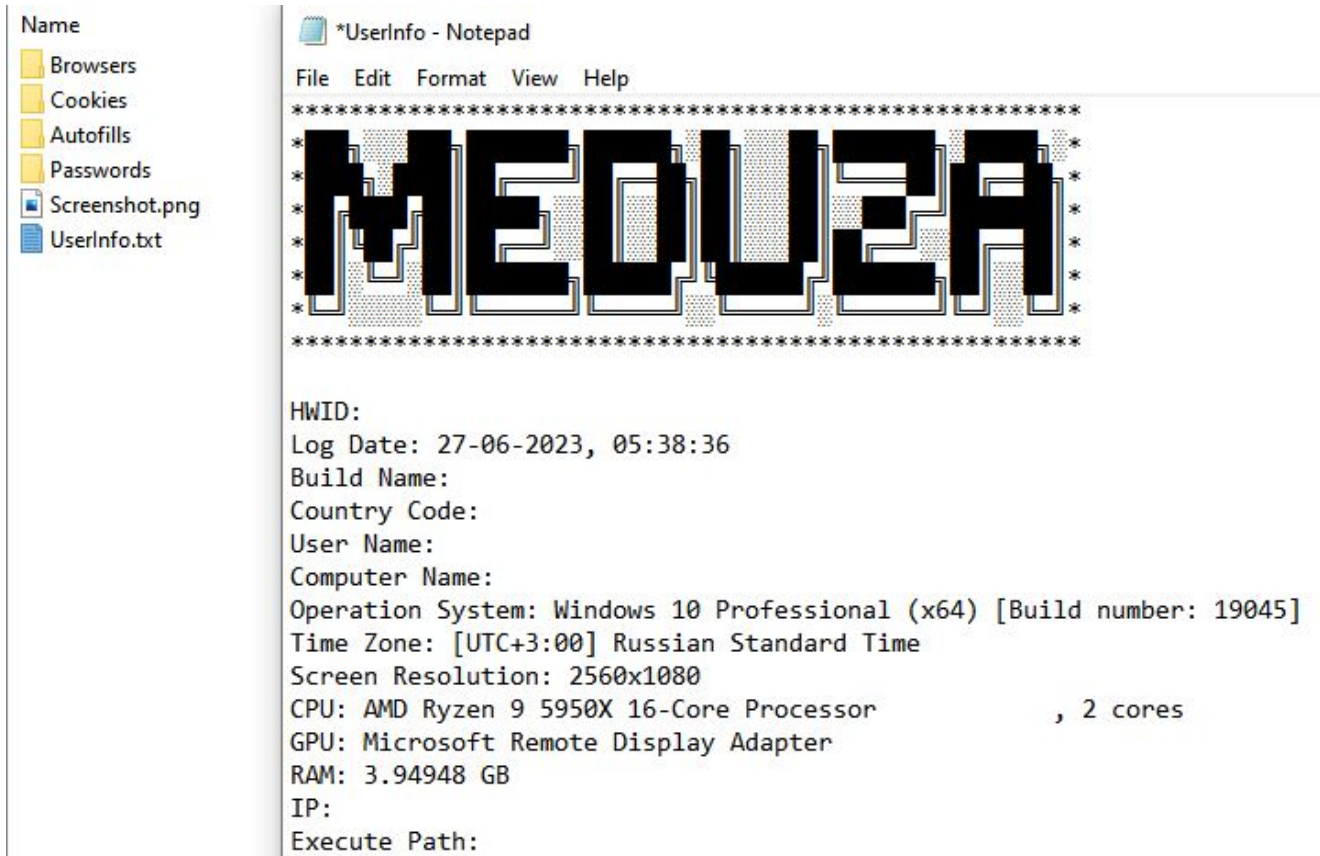 Name
Browsers
Cookies
Autofills
Passwords
Screenshot.png
UserInfo.txt
*UserInfo - Notepad
File Edit Format View Help
******************************************************
MEDUZA
******************************************************
HWID:
Log Date: 27-06-2023, 05:38:36
Build Name:
Country Code:
User Name:
Computer Name:
Operation System: Windows 10 Professional (x64) [Build number: 19045]
Time Zone: [UTC+3:00] Russian Standard Time
Screen Resolution: 2560x1080
CPU: AMD Ryzen 9 5950X 16-Core Processor , 2 cores
GPU: Microsoft Remote Display Adapter
RAM: 3.94948 GB
IP:
Execute Path: